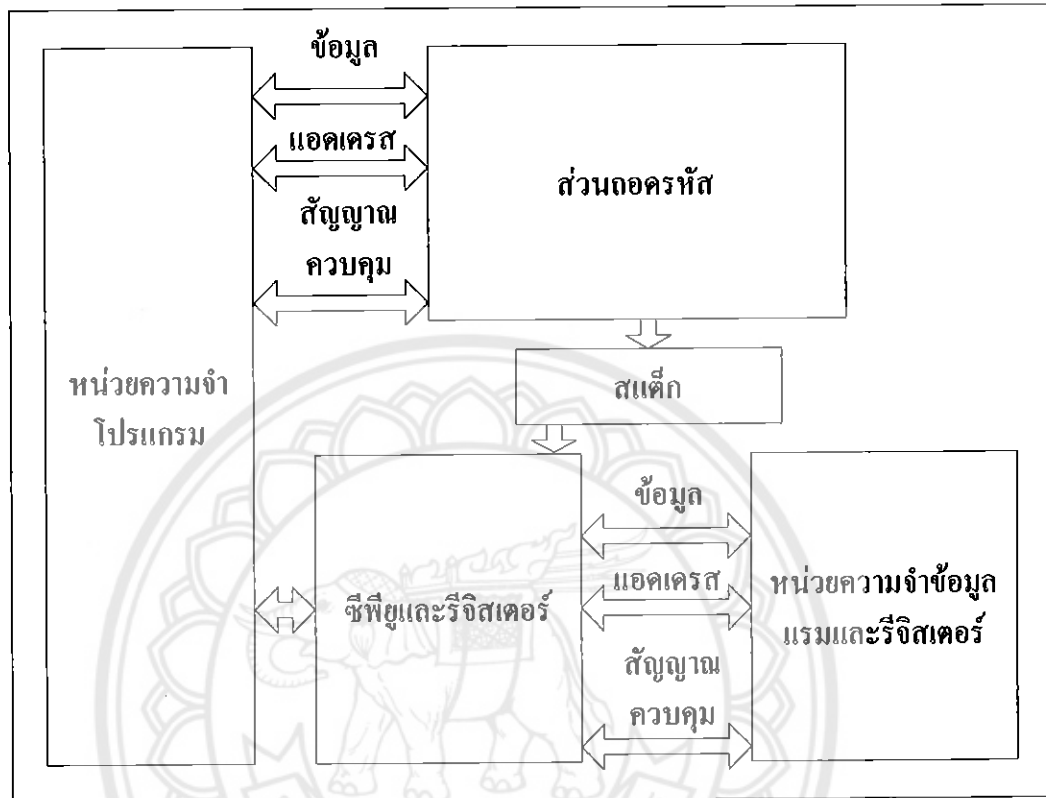 ข้อมูล
แอดเดรส
สัญญาณ
ควบคุม
ส่วนถอดรหัส
หน่วยความจำ
โปรแกรม
สแต็ก
ซีพียูและรีจิสเตอร์
ข้อมูล
แอดเดรส
สัญญาณ
ควบคุม
หน่วยความจำข้อมูล
แรมและรีจิสเตอร์